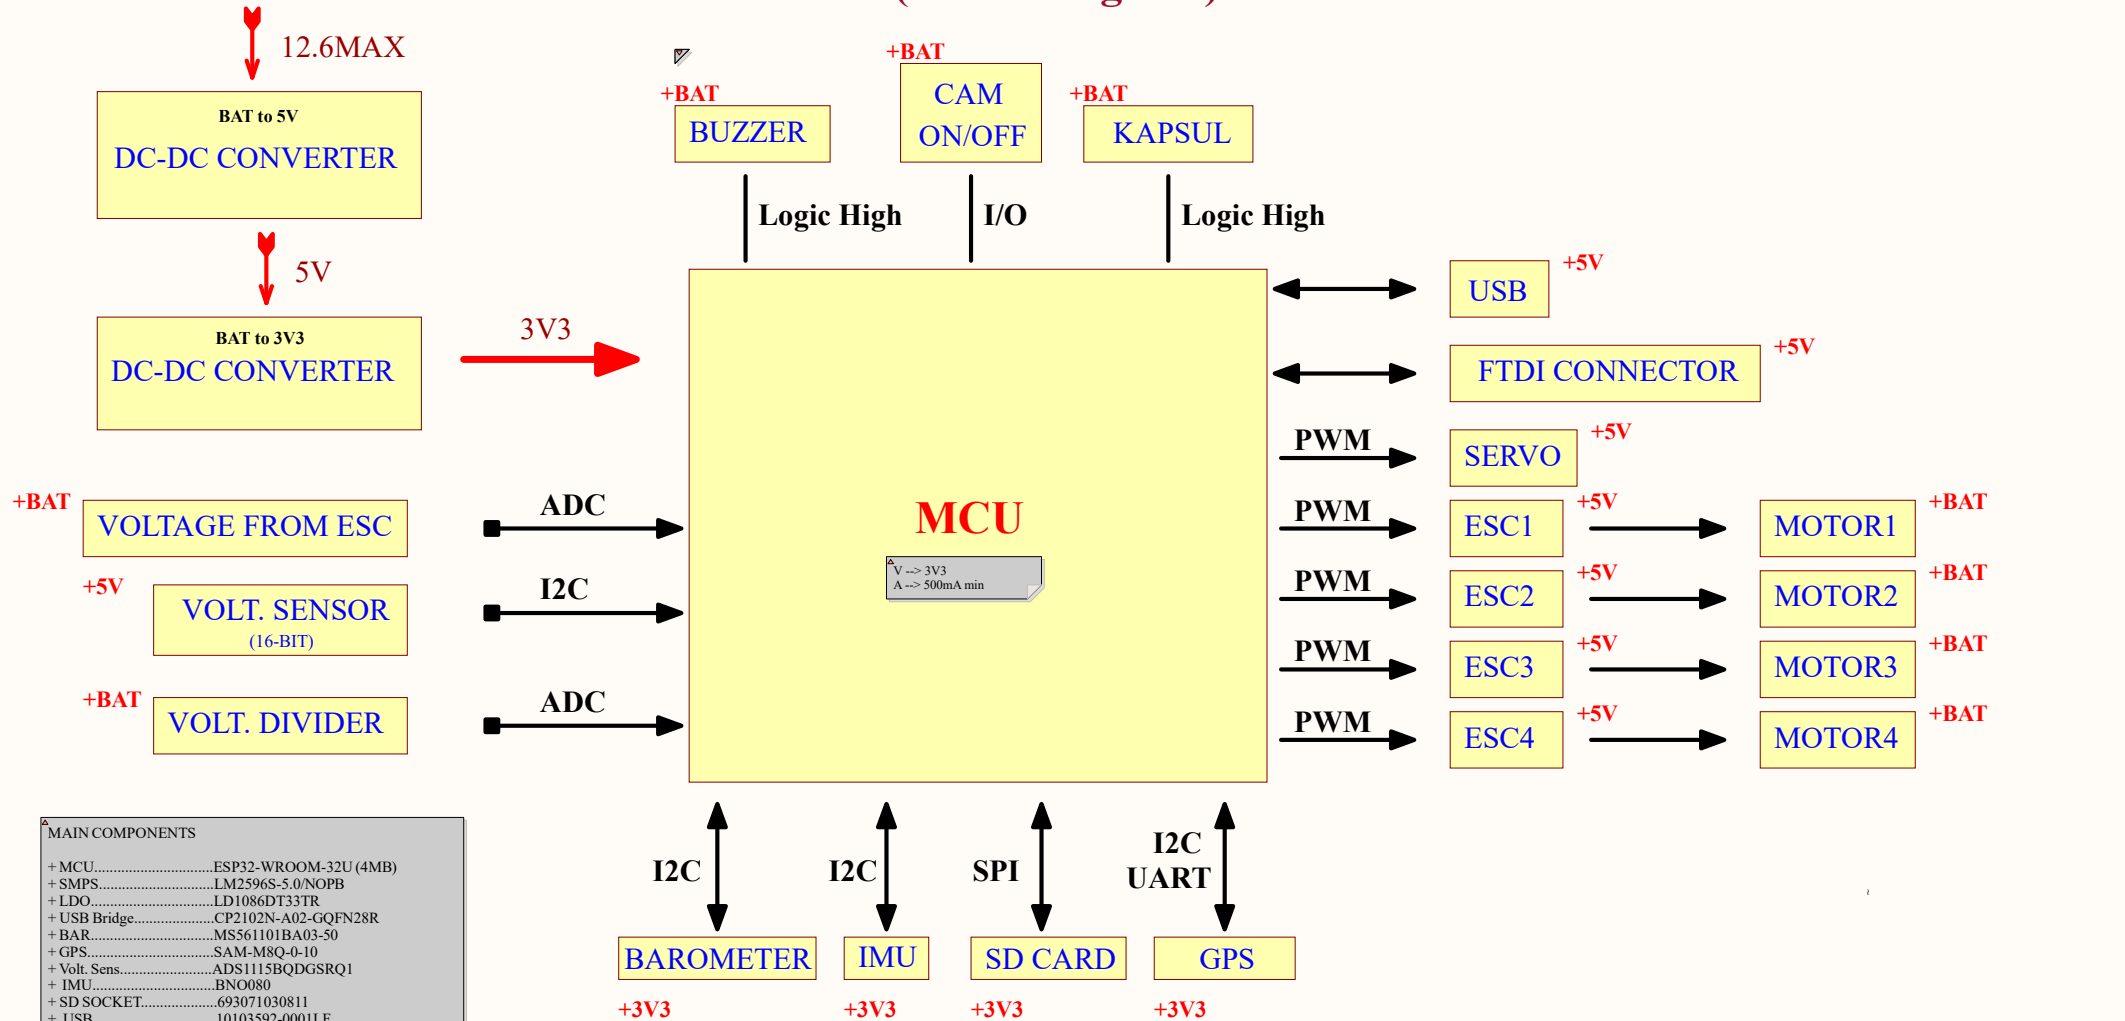 12.6MAX
BAT to 5V
DC-DC CONVERTER
5V
BAT to 3V3
DC-DC CONVERTER
3V3
+BAT
BUZZER
Logic High
+BAT
CAM
ON/OFF
I/O
+BAT
KAPSUL
Logic High
+BAT
VOLTAGE FROM ESC
ADC
+5V
VOLT. SENSOR
(16-BIT)
I2C
+BAT
VOLT. DIVIDER
ADC
MCU
V --> 3V3
A --> 500mA min
USB
+5V
FTDI CONNECTOR
+5V
PWM
SERVO
+5V
PWM
ESC1
+5V
MOTOR1
+BAT
PWM
ESC2
+5V
MOTOR2
+BAT
PWM
ESC3
+5V
MOTOR3
+BAT
PWM
ESC4
+5V
MOTOR4
+BAT
I2C
BAROMETER
+3V3
I2C
IMU
+3V3
SPI
SD CARD
+3V3
I2C
UART
GPS
+3V3
MAIN COMPONENTS
+ MCU...............................ESP32-WROOM-32U (4MB)
+ SMPS..............................LM2596S-5.0/NOPB
+ LDO................................LD1086DT33TR
+ USB Bridge.....................CP2102N-A02-GQFN28R
+ BAR................................MS561101BA03-50
+ GPS.................................SAM-M8Q-0-10
+ Volt. Sens........................ADS1115BQDGSRQ1
+ IMU................................BNO080
+ SD SOCKET....................693071030811
+ USB................................10103592-0001LF